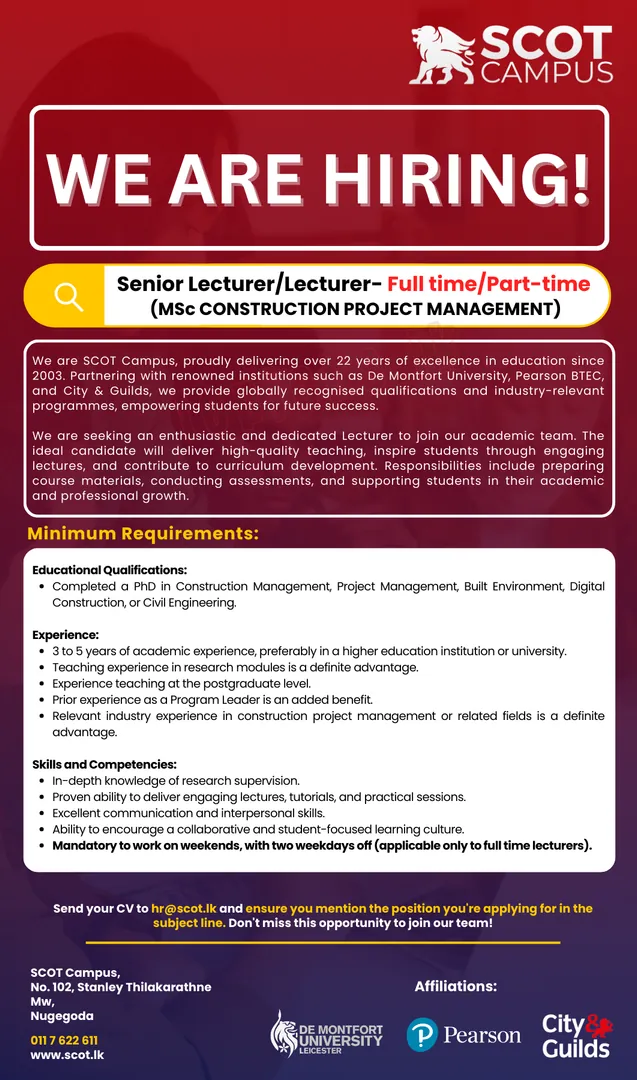 SCOT
CAMPUS
WE ARE HIRING!
Senior Lecturer/Lecturer- Full time/Part-time
(MSc CONSTRUCTION PROJECT MANAGEMENT)
We are SCOT Campus, proudly delivering over 22 years of excellence in education since
2003. Partnering with renowned institutions such as De Montfort University, Pearson BTEC,
and City & Guilds, we provide globally recognised qualifications and industry-relevant
programmes, empowering students for future success.
We are seeking an enthusiastic and dedicated Lecturer to join our academic team. The
ideal candidate will deliver high-quality teaching, inspire students through engaging
lectures, and contribute to curriculum development. Responsibilities include preparing
course materials, conducting assessments, and supporting students in their academic
and professional growth.
Minimum Requirements:
Educational Qualifications:
• Completed a PhD in Construction Management, Project Management, Built Environment, Digital
Construction, or Civil Engineering.
Experience:
• 3 to 5 years of academic experience, preferably in a higher education institution or university.
• Teaching experience in research modules is a definite advantage.
• Experience teaching at the postgraduate level.
• Prior experience as a Program Leader is an added benefit.
• Relevant industry experience in construction project management or related fields is a definite
advantage.
Skills and Competencies:
• In-depth knowledge of research supervision.
• Proven ability to deliver engaging lectures, tutorials, and practical sessions.
• Excellent communication and interpersonal skills.
• Ability to encourage a collaborative and student-focused learning culture.
• Mandatory to work on weekends, with two weekdays off (applicable only to full time lecturers).
Send your CV to hr@scot.lk and ensure you mention the position you're applying for in the
subject line. Don't miss this opportunity to join our team!
SCOT Campus,
No. 102, Stanley Thilakarathne
Mw,
Nugegoda
011 7 622 611
www.scot.lk
Affiliations:
DE MONTFORT
UNIVERSITY
LEICESTER
P Pearson
City&
Guilds